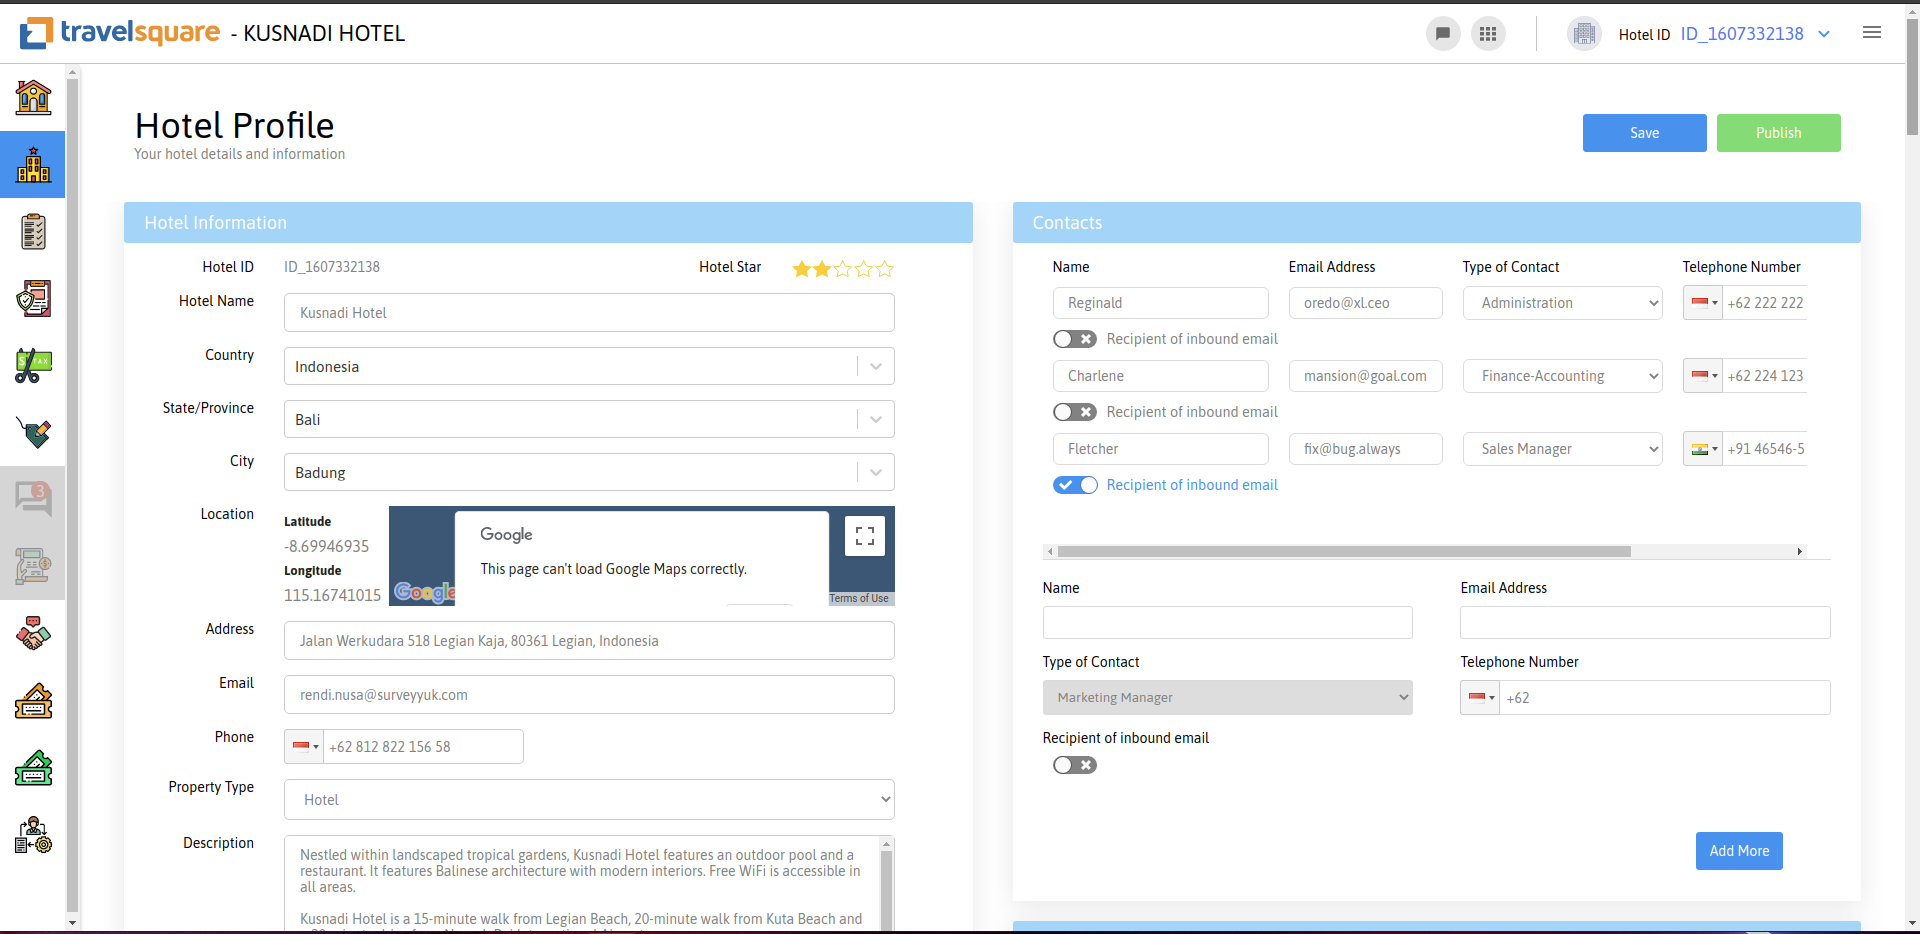 travelsquare - KUSNADI HOTEL
Hotel ID ID_1607332138
Hotel Profile
Your hotel details and information
Save
Publish
Hotel Information
Hotel ID ID_1607332138
Hotel Star
Hotel Name Kusnadi Hotel
Country Indonesia
State/Province Bali
City Badung
Location
Latitude
-8.69946935
Longitude
115.16741015
Google
This page can't load Google Maps correctly.
Google
Terms of Use
Address Jalan Werkudara 518 Legian Kaja, 80361 Legian, Indonesia
Email rendi.nusa@surveyyuk.com
Phone +62 812 822 156 58
Property Type Hotel
Description
Nestled within landscaped tropical gardens, Kusnadi Hotel features an outdoor pool and a
restaurant. It features Balinese architecture with modern interiors. Free WiFi is accessible in
all areas.
Kusnadi Hotel is a 15-minute walk from Legian Beach, 20-minute walk from Kuta Beach and
Contacts
Name Email Address Type of Contact Telephone Number
Reginald oredo@xl.ceo Administration +62 222 222
Recipient of inbound email
Charlene mansion@goal.com Finance-Accounting +62 224 123
Recipient of inbound email
Fletcher fix@bug.always Sales Manager +91 46546-5
Recipient of inbound email
Name Email Address
Type of Contact Telephone Number
Marketing Manager +62
Recipient of inbound email
Add More
3